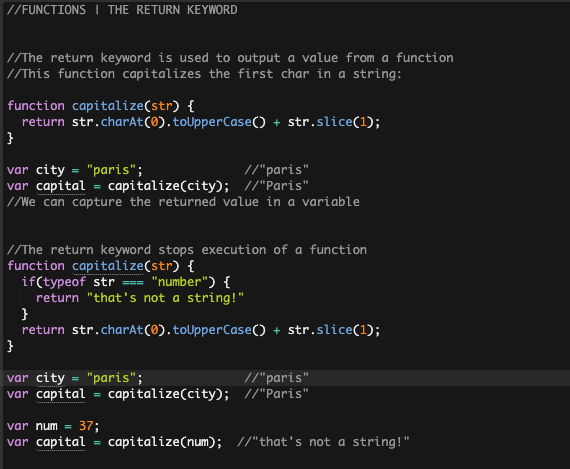 //FUNCTIONS | THE RETURN KEYWORD
//The return keyword is used to output a value from a function
//This function capitalizes the first char in a string:
function capitalize(str) {
  return str.charAt(0).toUpperCase() + str.slice(1);
}
var city = "paris";              //"paris"
var capital = capitalize(city);  //"Paris"
//We can capture the returned value in a variable
//The return keyword stops execution of a function
function capitalize(str) {
  if(typeof str === "number") {
    return "that's not a string!"
  }
  return str.charAt(0).toUpperCase() + str.slice(1);
}
var city = "paris";              //"paris"
var capital = capitalize(city);  //"Paris"
var num = 37;
var capital = capitalize(num);  //"that's not a string!"